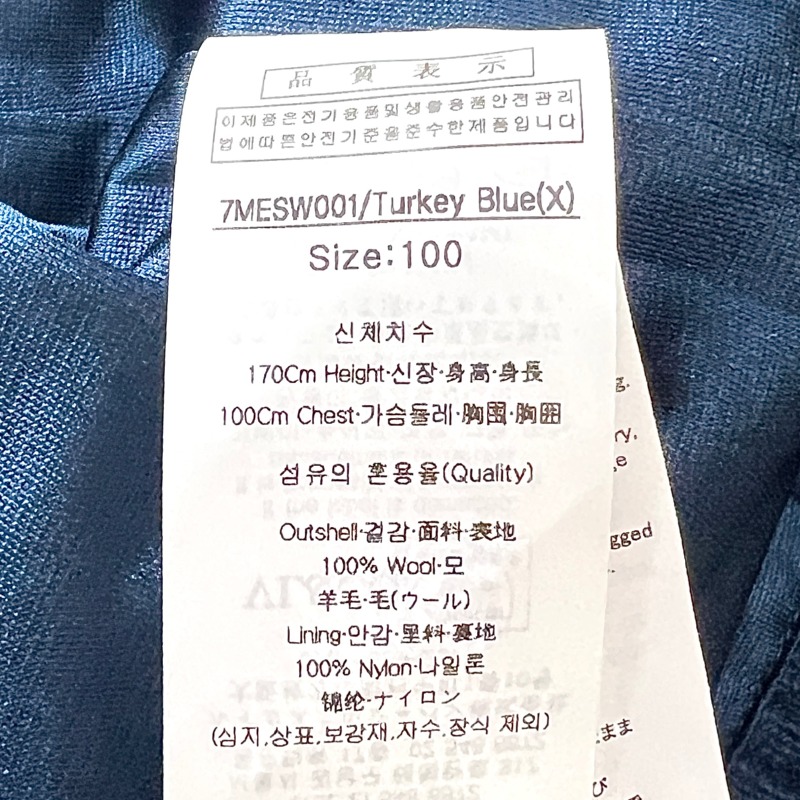 品 質 表 示
이 제품은전기용품및생활용품안전관리
법에따른안전기준을준수한제품입니다
7MESW001/Turkey Blue(X)
Size:100
신체치수
170Cm Height·신장·身高·身長
100Cm Chest·가슴둘레·胸围·胸囲
섬유의 혼용율(Quality)
Outshell·겉감·面料·表地
100% Wool·모
羊毛·毛(ウール)
Lining·안감·里料·裏地
100% Nylon·나일론
锦纶·ナイロン
(심지,상표,보강재,자수,장식 제외)
gged
まま
び